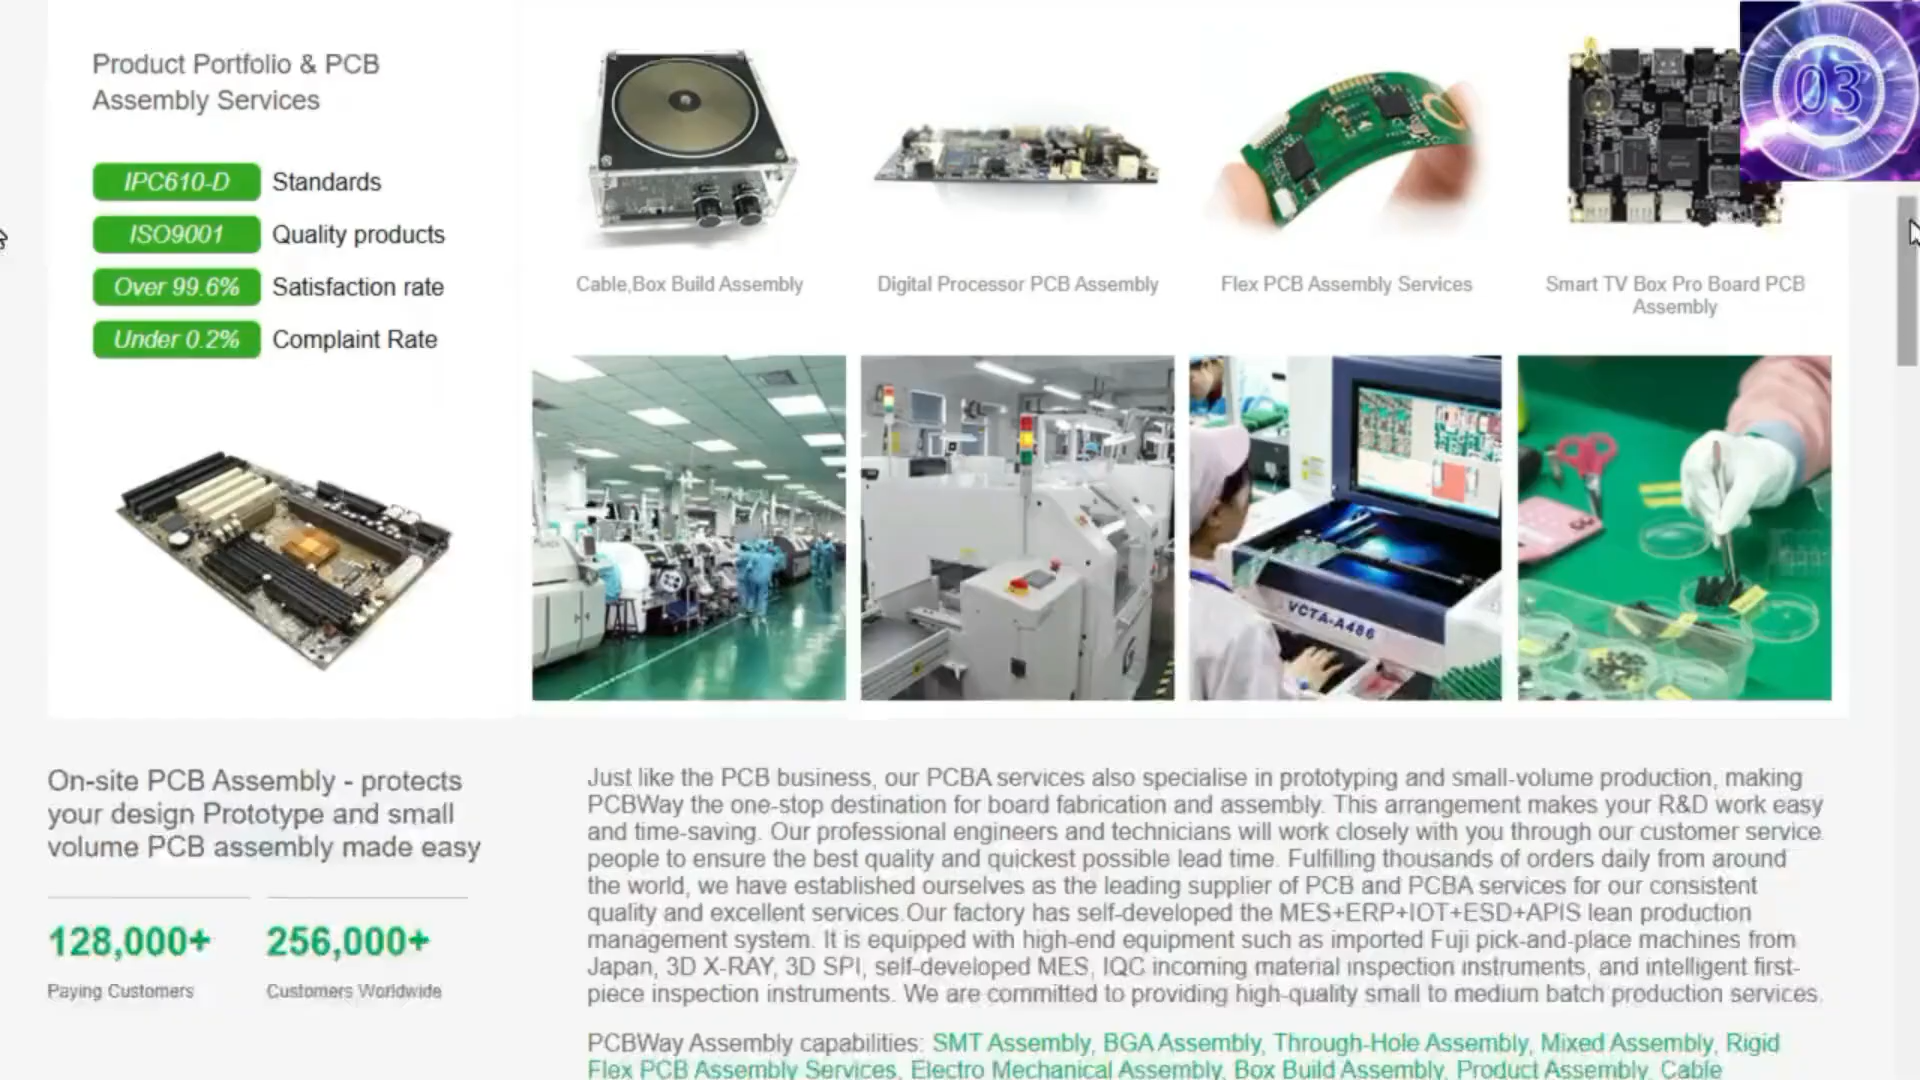 Product Portfolio & PCB
Assembly Services
IPC610-D Standards
ISO9001 Quality products
Over 99.6% Satisfaction rate
Under 0.2% Complaint Rate
03
Cable,Box Build Assembly
Digital Processor PCB Assembly
Flex PCB Assembly Services
Smart TV Box Pro Board PCB
Assembly
VCTA-A486
On-site PCB Assembly - protects
your design Prototype and small
volume PCB assembly made easy
128,000+
Paying Customers
256,000+
Customers Worldwide
Just like the PCB business, our PCBA services also specialise in prototyping and small-volume production, making
PCBWay the one-stop destination for board fabrication and assembly. This arrangement makes your R&D work easy
and time-saving. Our professional engineers and technicians will work closely with you through our customer service
people to ensure the best quality and quickest possible lead time. Fulfilling thousands of orders daily from around
the world, we have established ourselves as the leading supplier of PCB and PCBA services for our consistent
quality and excellent services.Our factory has self-developed the MES+ERP+IOT+ESD+APIS lean production
management system. It is equipped with high-end equipment such as imported Fuji pick-and-place machines from
Japan, 3D X-RAY, 3D SPI, self-developed MES, IQC incoming material inspection instruments, and intelligent first-
piece inspection instruments. We are committed to providing high-quality small to medium batch production services.
PCBWay Assembly capabilities: SMT Assembly, BGA Assembly, Through-Hole Assembly, Mixed Assembly, Rigid
Flex PCB Assembly Services, Electro Mechanical Assembly, Box Build Assembly, Product Assembly, Cable